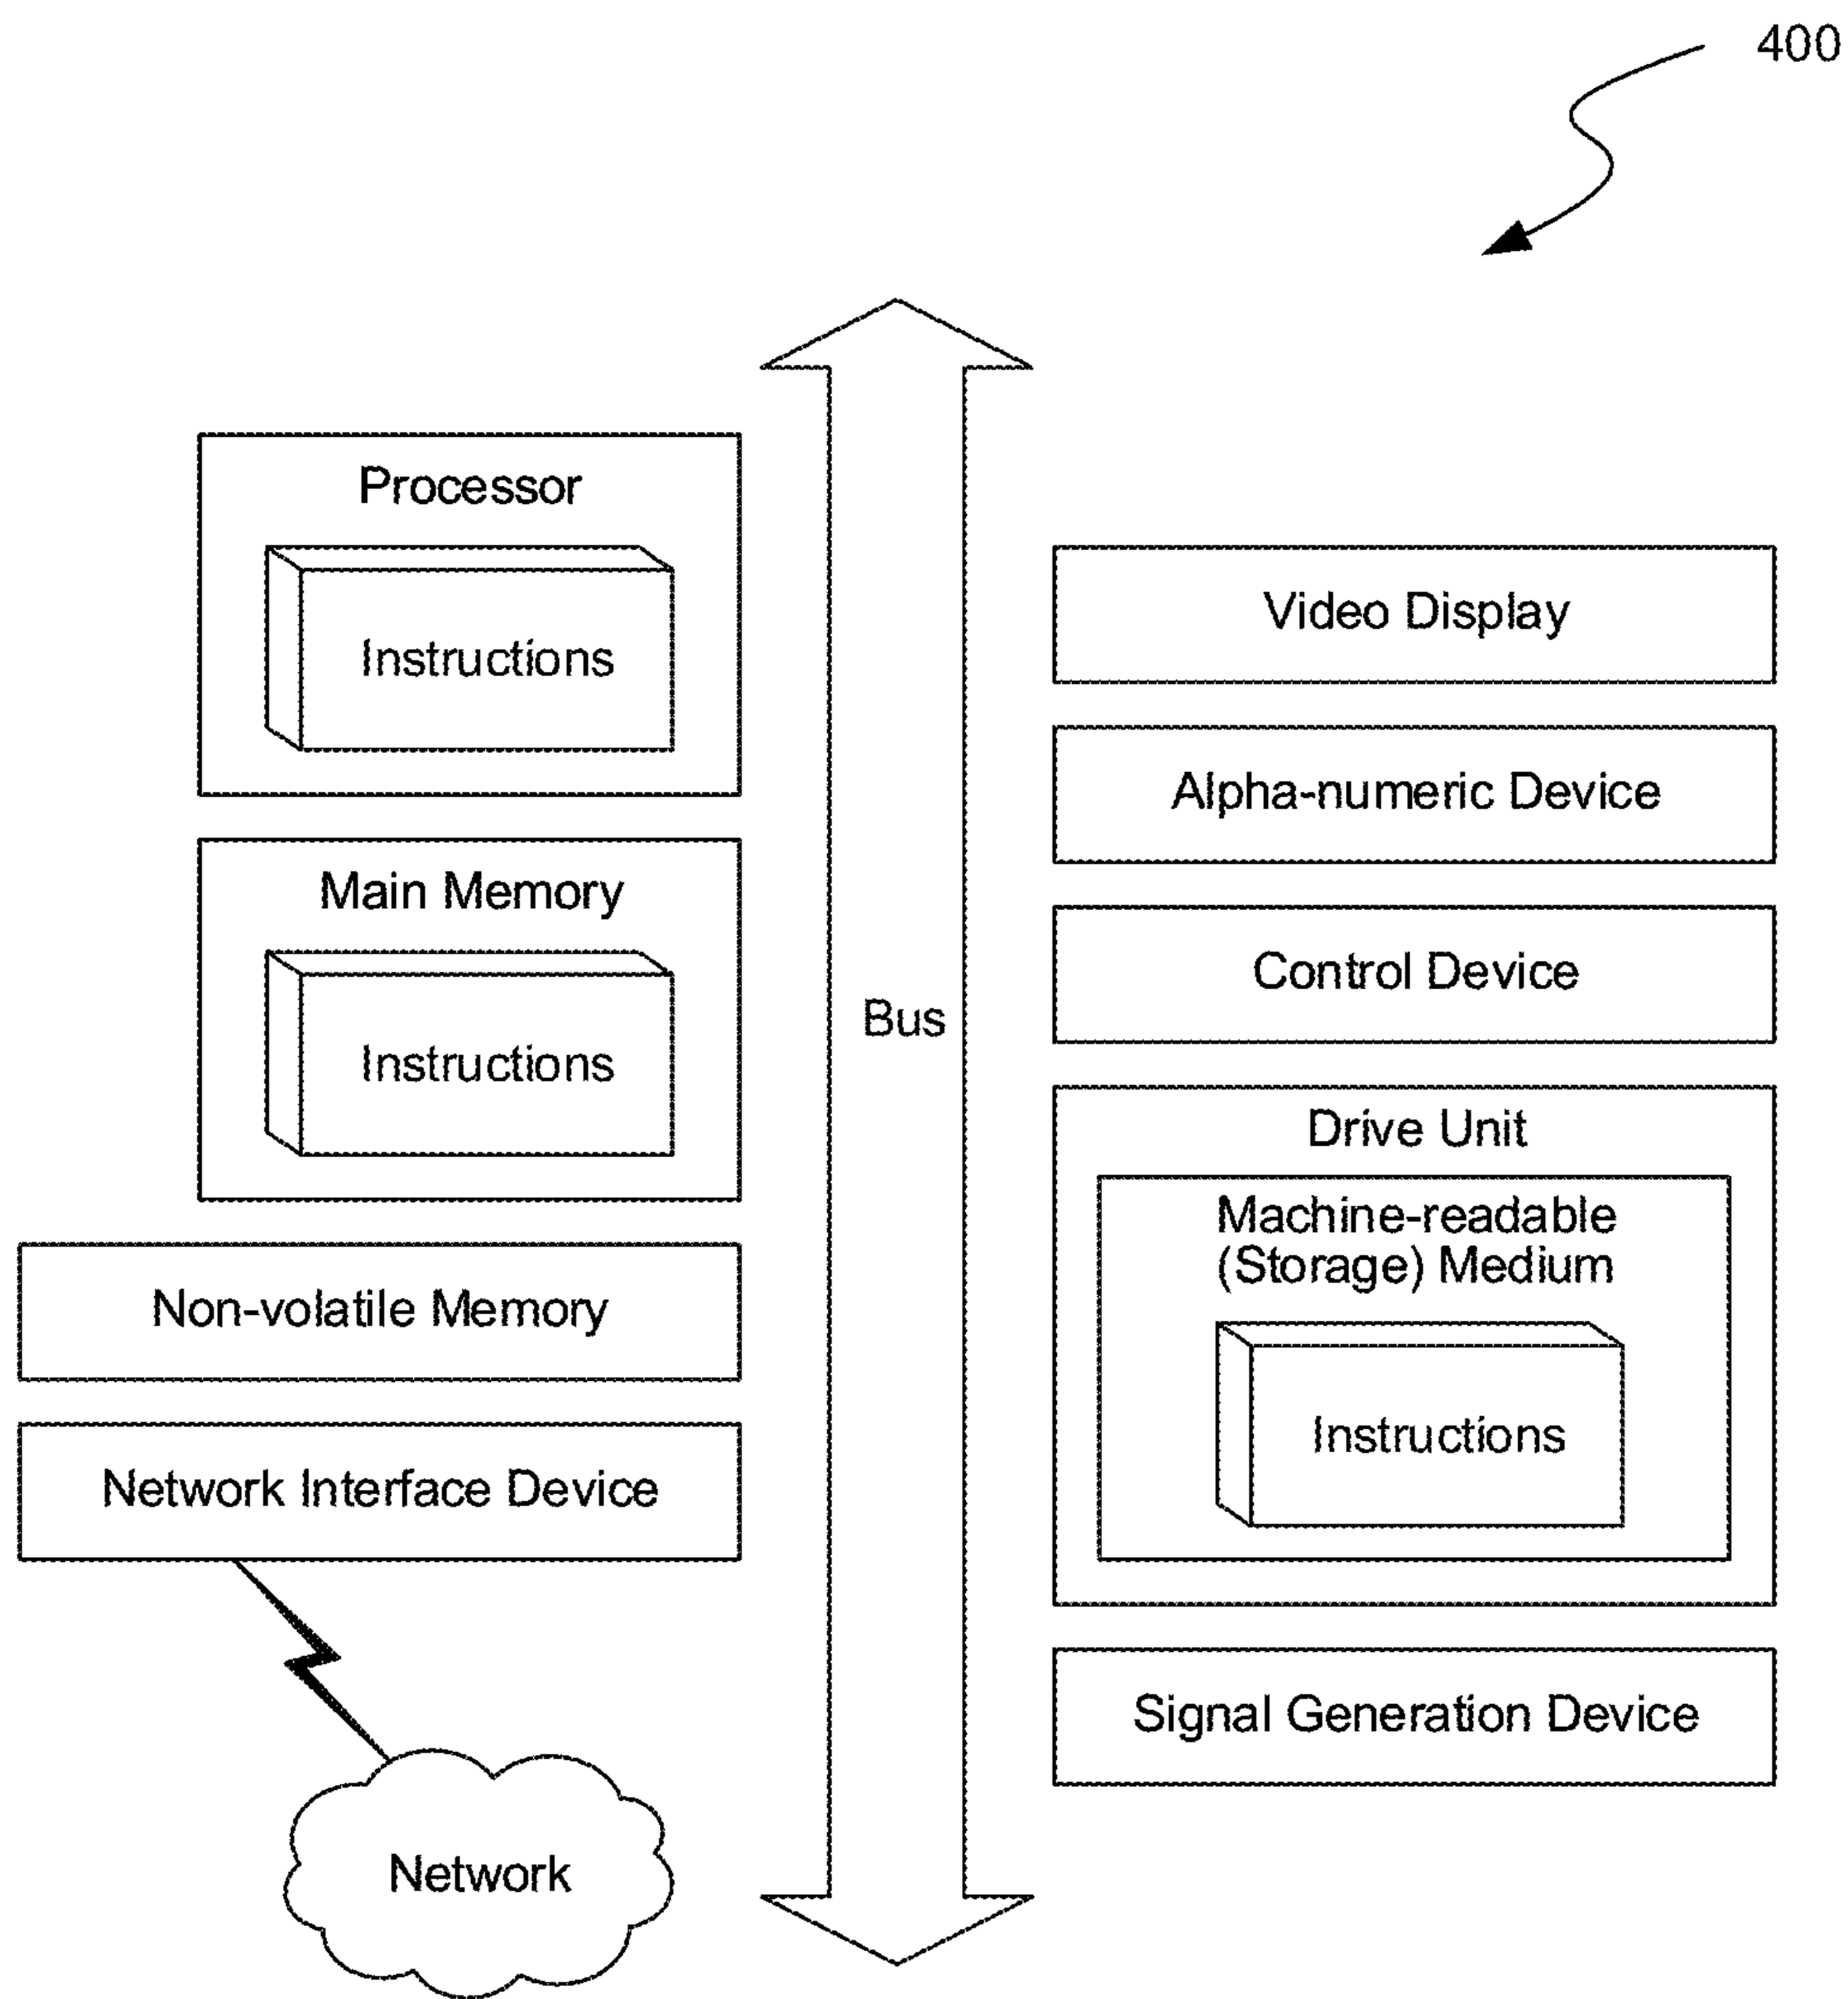 400
Processor
Instructions
Main Memory
Instructions
Non-volatile Memory
Network Interface Device
Network
Bus
Video Display
Alpha-numeric Device
Control Device
Drive Unit
Machine-readable
(Storage) Medium
Instructions
Signal Generation Device